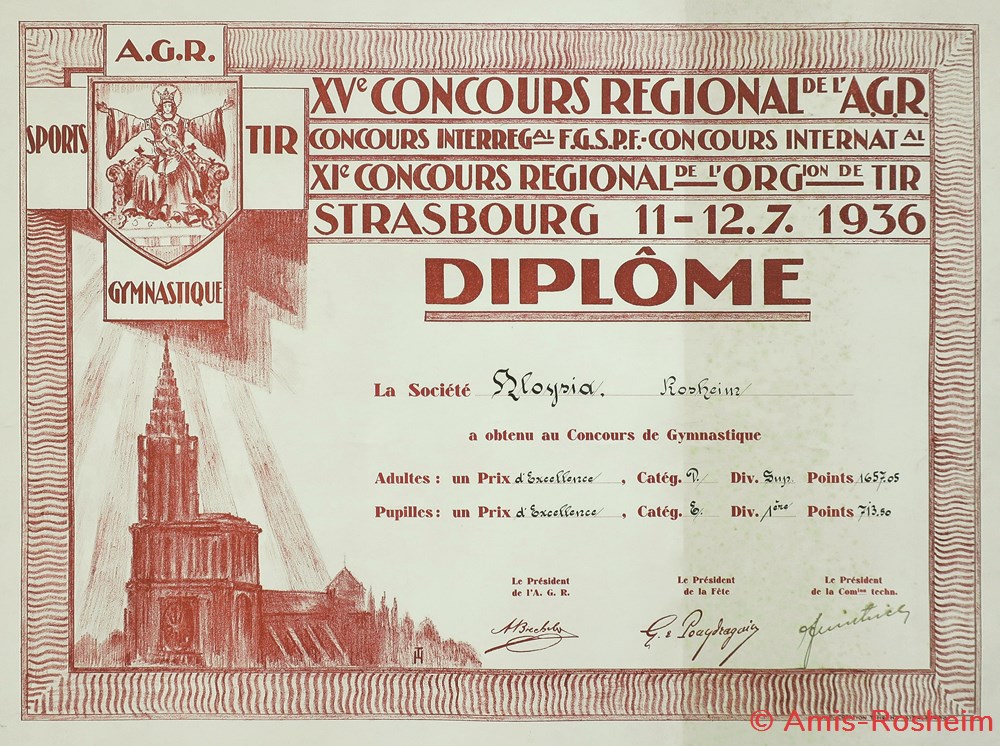 A.G.R.
SPORTS
TIR
GYMNASTIQUE
XVe CONCOURS REGIONAL DE L'A.G.R.
CONCOURS INTERREGAL F.G.S.P.F.-CONCOURS INTERNATAL
XIe CONCOURS REGIONAL DE L'ORGION DE TIR
STRASBOURG 11-12.7. 1936
DIPLÔME
La Société Aloysia. Rosheim
a obtenu au Concours de Gymnastique
Adultes : un Prix d'Excellence, Catég. D. Div. Sup. Points 1657.05
Pupilles : un Prix d'Excellence, Catég. E. Div. 1ère Points 713.50
Le Président de l'A. G. R.
Le Président de la Fête
Le Président de la Comion techn.
© Amis-Rosheim